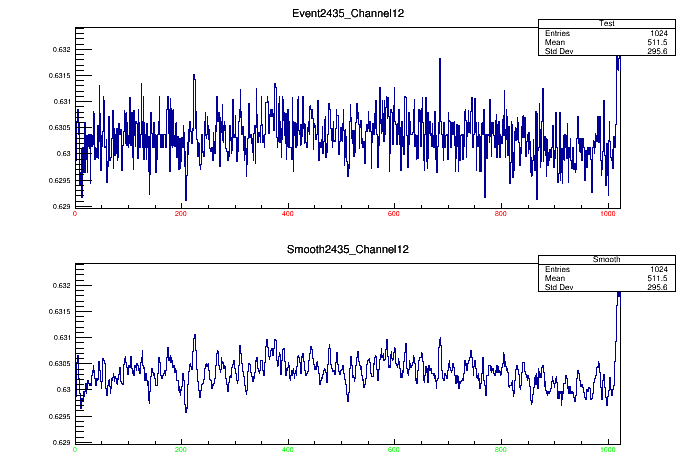 Event2435_Channel12
Test
Entries 1024
Mean 511.5
Std Dev 295.6
0.632
0.6315
0.631
0.6305
0.63
0.6295
0.629
0 200 400 600 800 1000
Smooth2435_Channel12
Smooth
Entries 1024
Mean 511.5
Std Dev 295.6
0.632
0.6315
0.631
0.6305
0.63
0.6295
0.629
0 200 400 600 800 1000